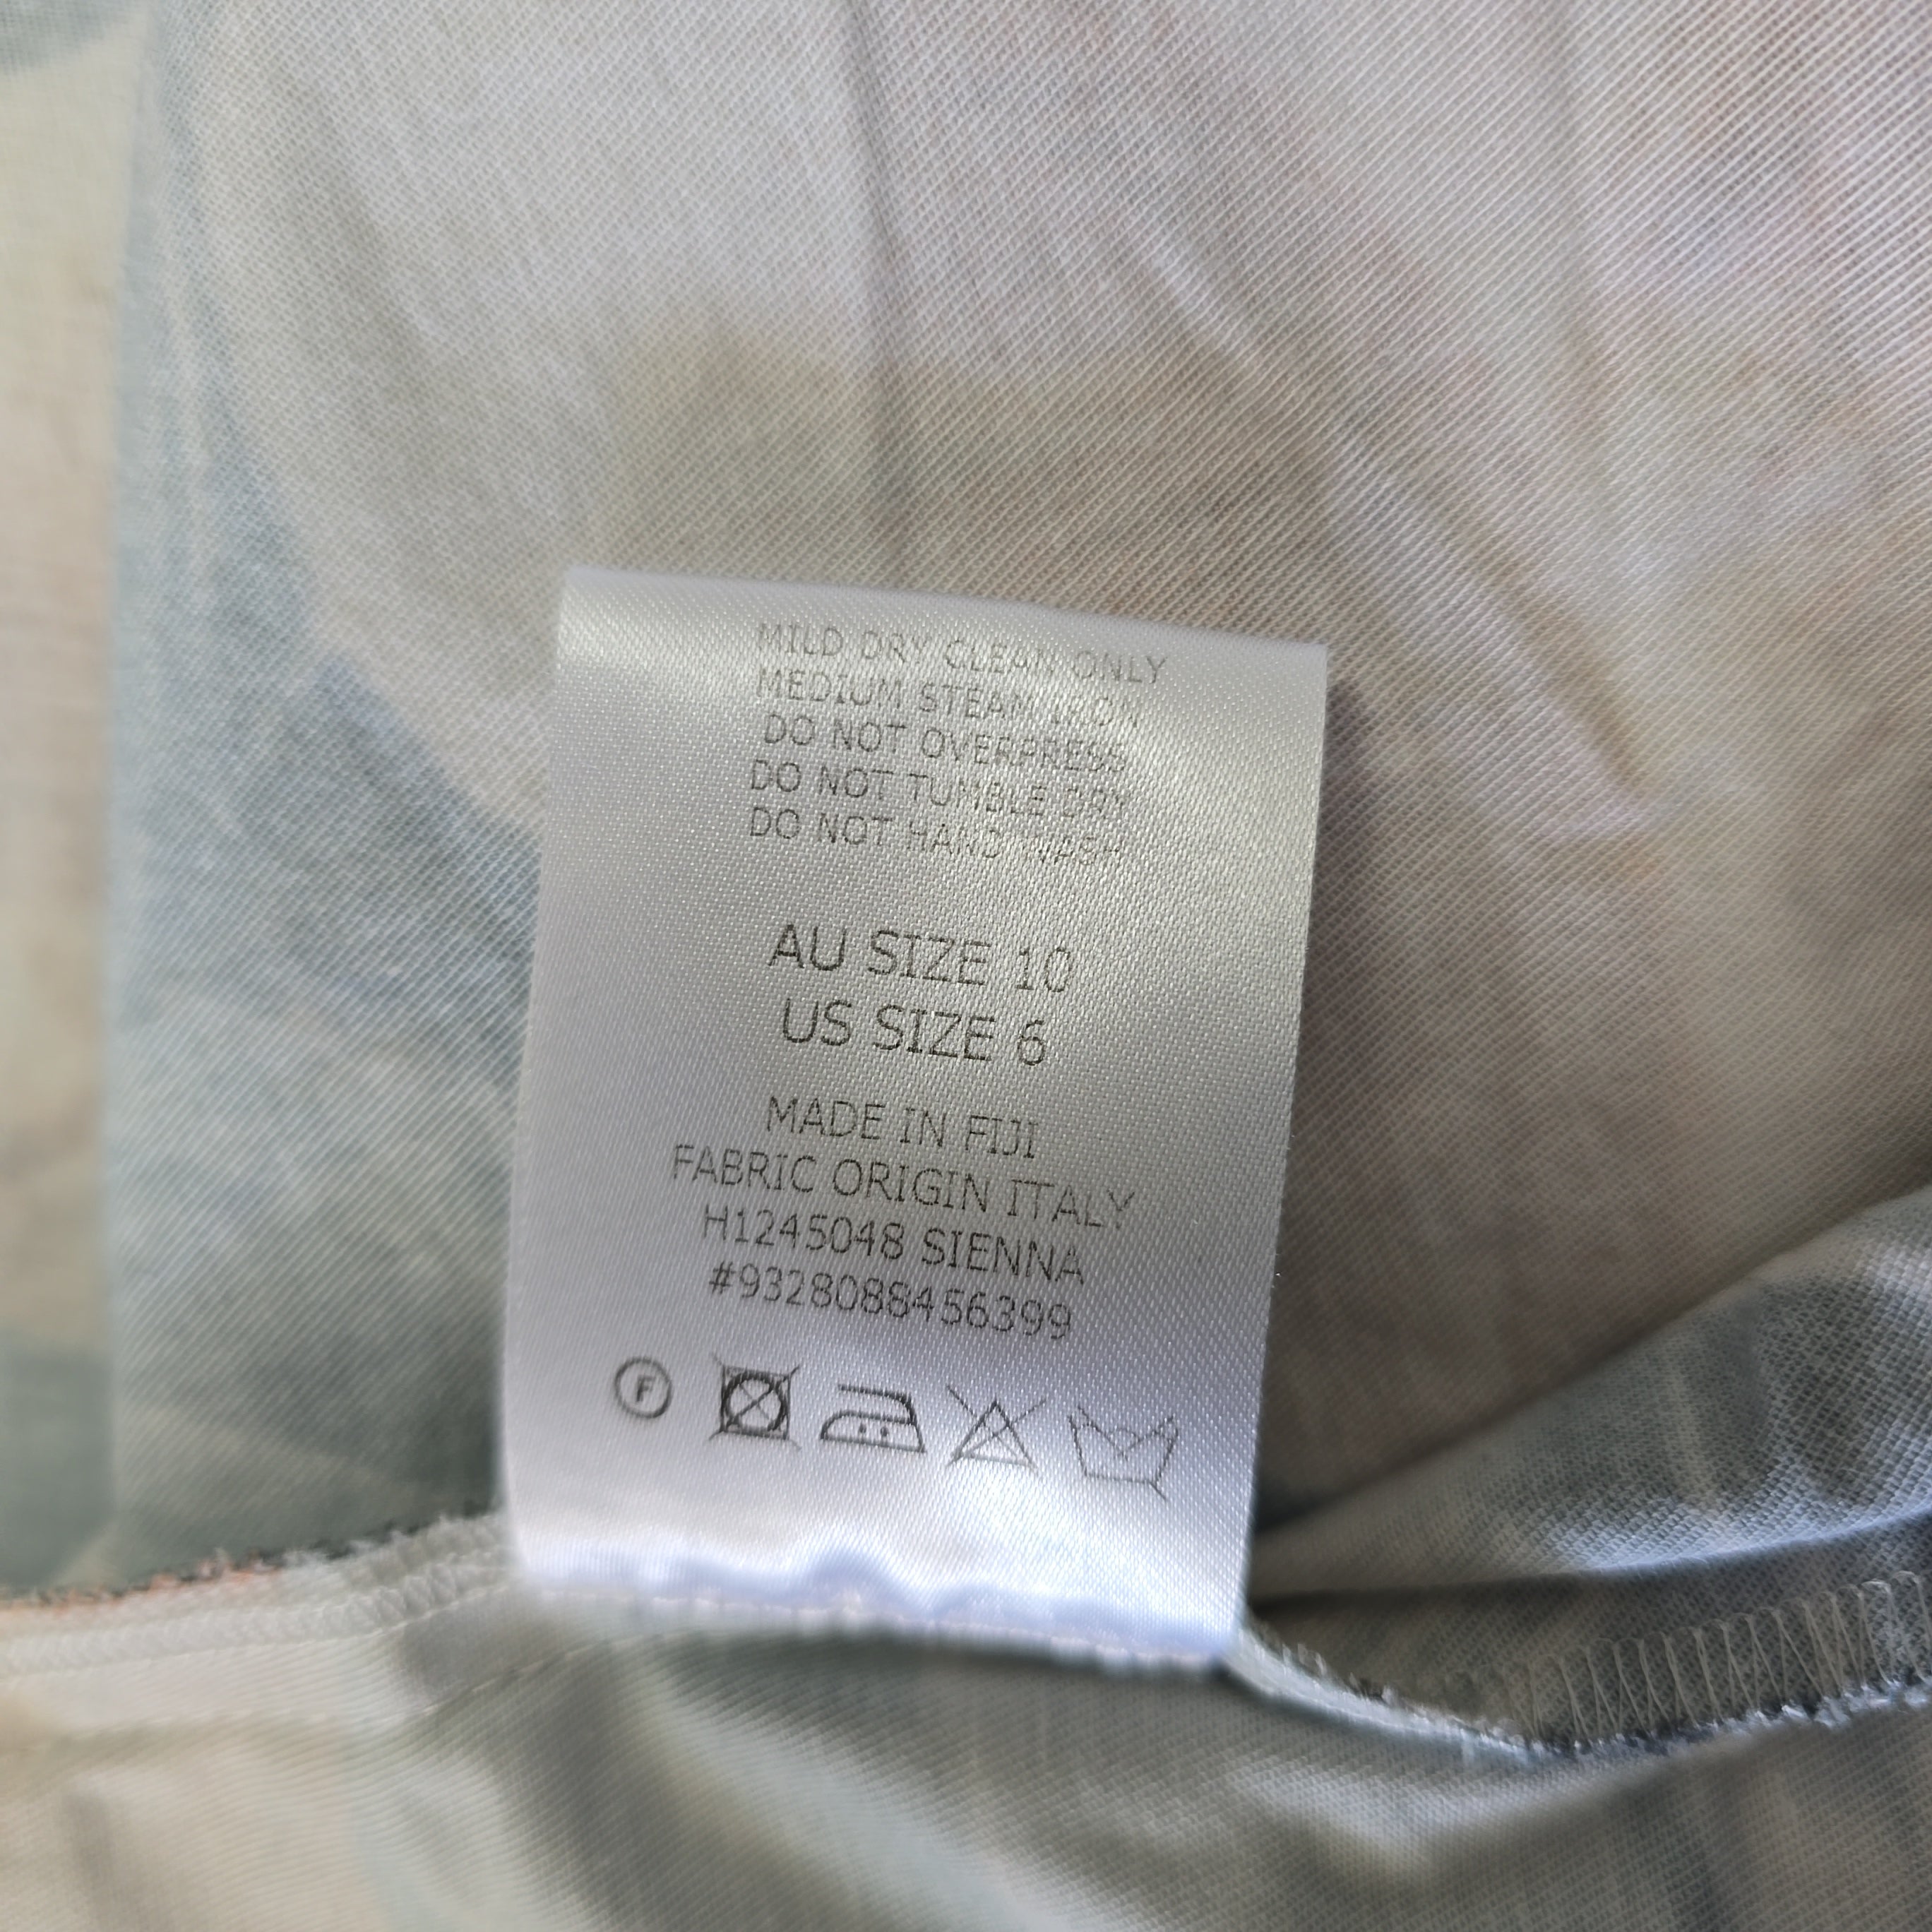 MILD DRY CLEAN ONLY
MEDIUM STEAM IRON
DO NOT OVERPRESS
DO NOT TUMBLE DRY
DO NOT HAND WASH
AU SIZE 10
US SIZE 6
MADE IN FIJI
FABRIC ORIGIN ITALY
H1245048 SIENNA
#9328088456399
F